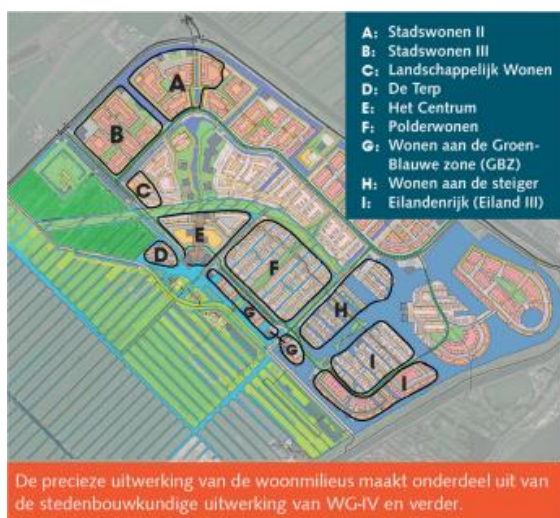 A: Stadswonen II
B: Stadswonen III
C: Landschappelijk Wonen
D: De Terp
E: Het Centrum
F: Polderwonen
G: Wonen aan de Groen-
Blauwe zone (GBZ)
H: Wonen aan de steiger
I: Eilandenrijk (Eiland III)
A
B
C
E
D
F
G
H
G
I
I
De precieze uitwerking van de woonmilieus maakt onderdeel uit van
de stedenbouwkundige uitwerking van WG-IV en verder.